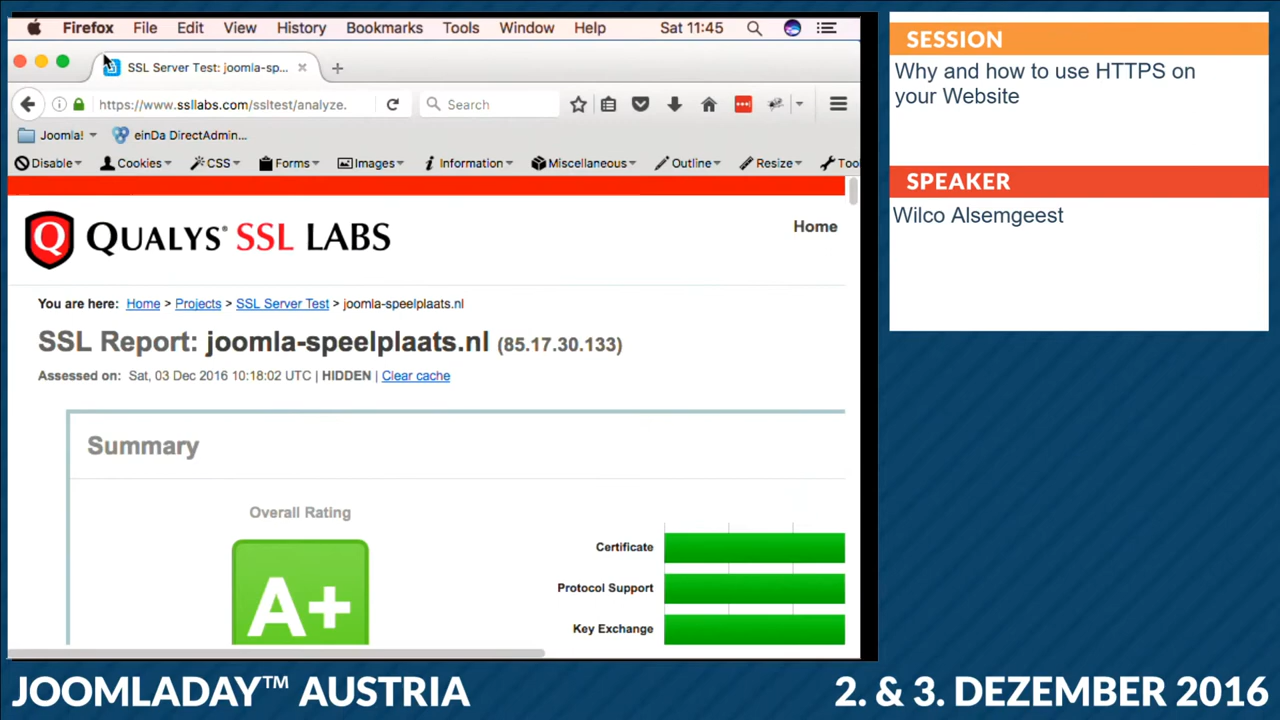 Firefox File Edit View History Bookmarks Tools Window Help Sat 11:45
SSL Server Test: joomla-sp...
https://www.ssllabs.com/ssltest/analyze.
Search
Joomla! einDa DirectAdmin...
Disable Cookies CSS Forms Images Information Miscellaneous Outline Resize Too
QUALYS® SSL LABS
Home
You are here: Home > Projects > SSL Server Test > joomla-speelplaats.nl
SSL Report: joomla-speelplaats.nl (85.17.30.133)
Assessed on: Sat, 03 Dec 2016 10:18:02 UTC | HIDDEN | Clear cache
Summary
Overall Rating
A+
Certificate
Protocol Support
Key Exchange
SESSION
Why and how to use HTTPS on
your Website
SPEAKER
Wilco Alsemgeest
JOOMLADAY™ AUSTRIA
2. & 3. DEZEMBER 2016